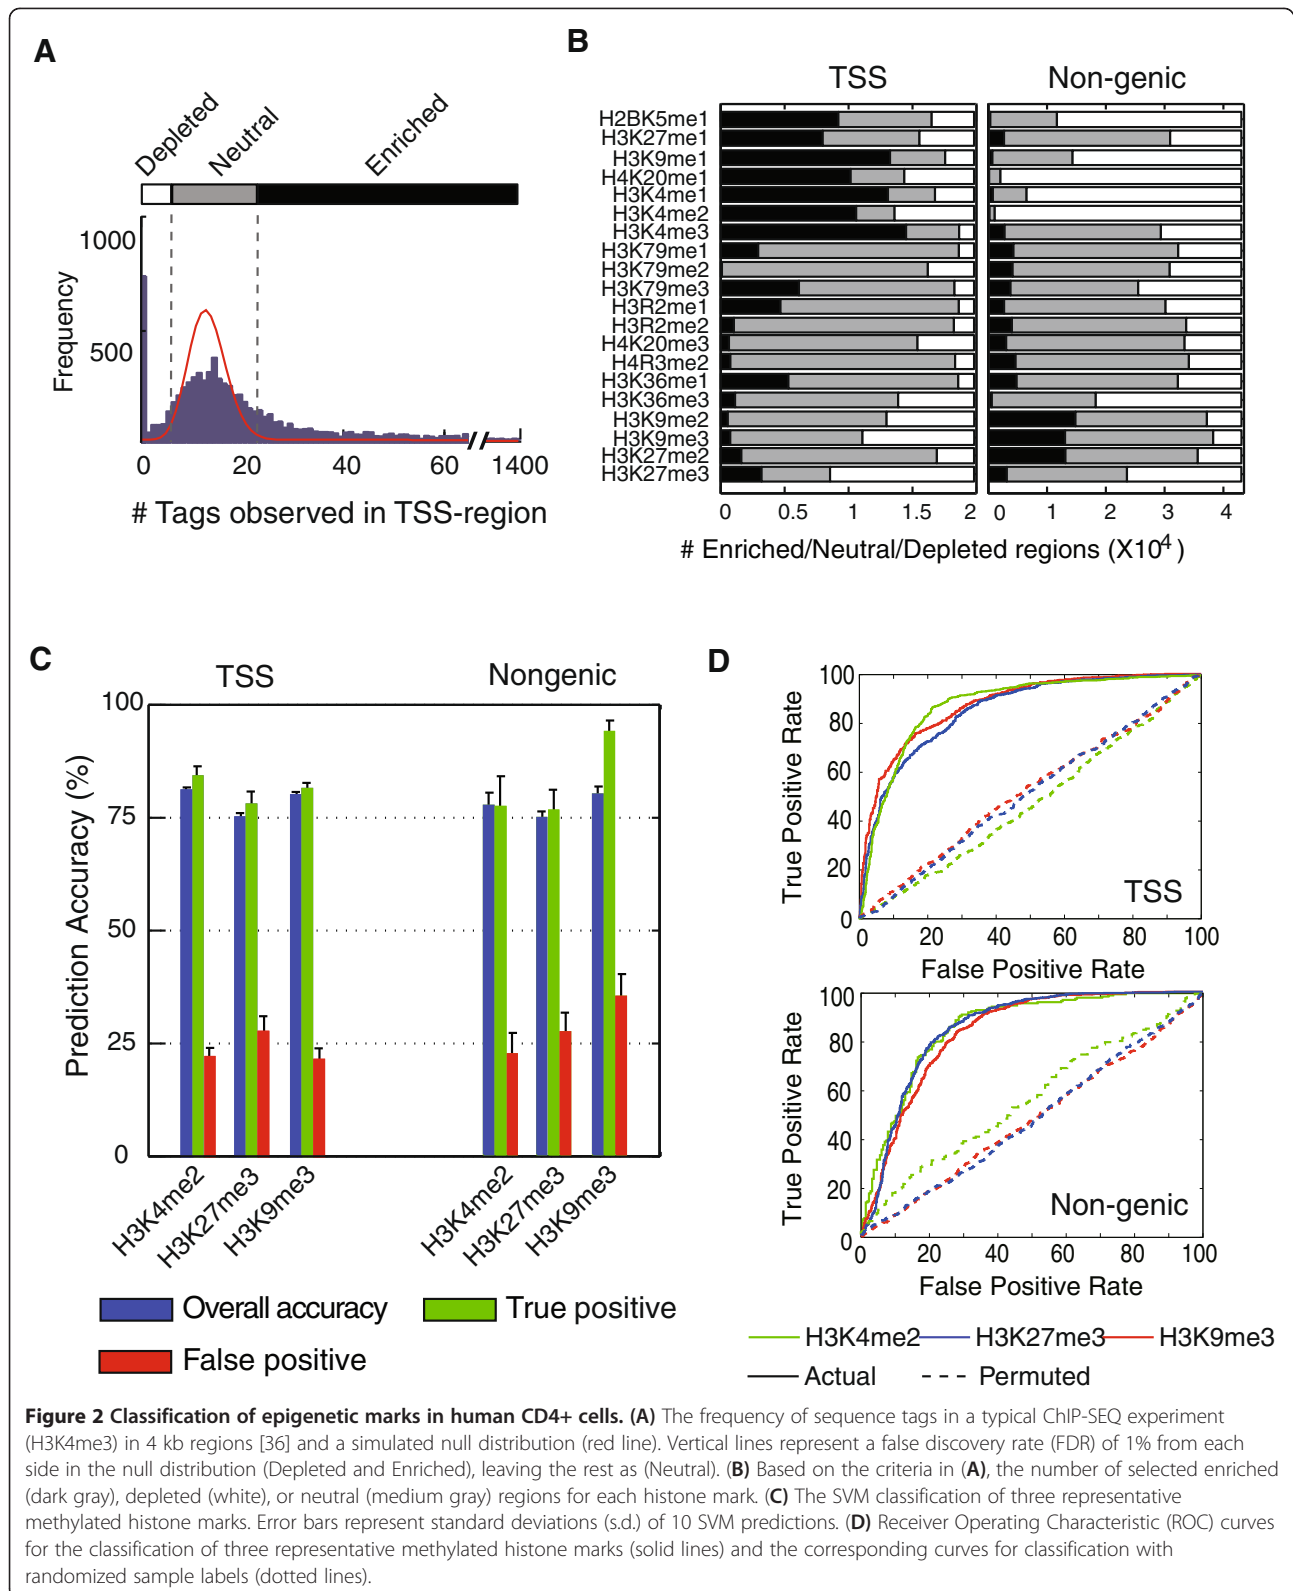 A
Depleted
Neutral
Enriched
Frequency
1000
500
0 20 40 60 1400
# Tags observed in TSS-region
B
TSS Non-genic
H2BK5me1
H3K27me1
H3K9me1
H4K20me1
H3K4me1
H3K4me2
H3K4me3
H3K79me1
H3K79me2
H3K79me3
H3R2me1
H3R2me2
H4K20me3
H4R3me2
H3K36me1
H3K36me3
H3K9me2
H3K9me3
H3K27me2
H3K27me3
0 0.5 1 1.5 2 0 1 2 3 4
# Enriched/Neutral/Depleted regions (X10⁴)
C
TSS Nongenic
Prediction Accuracy (%)
100
75
50
25
0
H3K4me2
H3K27me3
H3K9me3
H3K4me2
H3K27me3
H3K9me3
Overall accuracy True positive
False positive
D
True Positive Rate
100
80
60
40
20
0
TSS
0 20 40 60 80 100
False Positive Rate
True Positive Rate
100
80
60
40
20
0
Non-genic
0 20 40 60 80 100
False Positive Rate
H3K4me2 H3K27me3 H3K9me3
Actual Permuted
Figure 2 Classification of epigenetic marks in human CD4+ cells. (A) The frequency of sequence tags in a typical ChIP-SEQ experiment
(H3K4me3) in 4 kb regions [36] and a simulated null distribution (red line). Vertical lines represent a false discovery rate (FDR) of 1% from each
side in the null distribution (Depleted and Enriched), leaving the rest as (Neutral). (B) Based on the criteria in (A), the number of selected enriched
(dark gray), depleted (white), or neutral (medium gray) regions for each histone mark. (C) The SVM classification of three representative
methylated histone marks. Error bars represent standard deviations (s.d.) of 10 SVM predictions. (D) Receiver Operating Characteristic (ROC) curves
for the classification of three representative methylated histone marks (solid lines) and the corresponding curves for classification with
randomized sample labels (dotted lines).